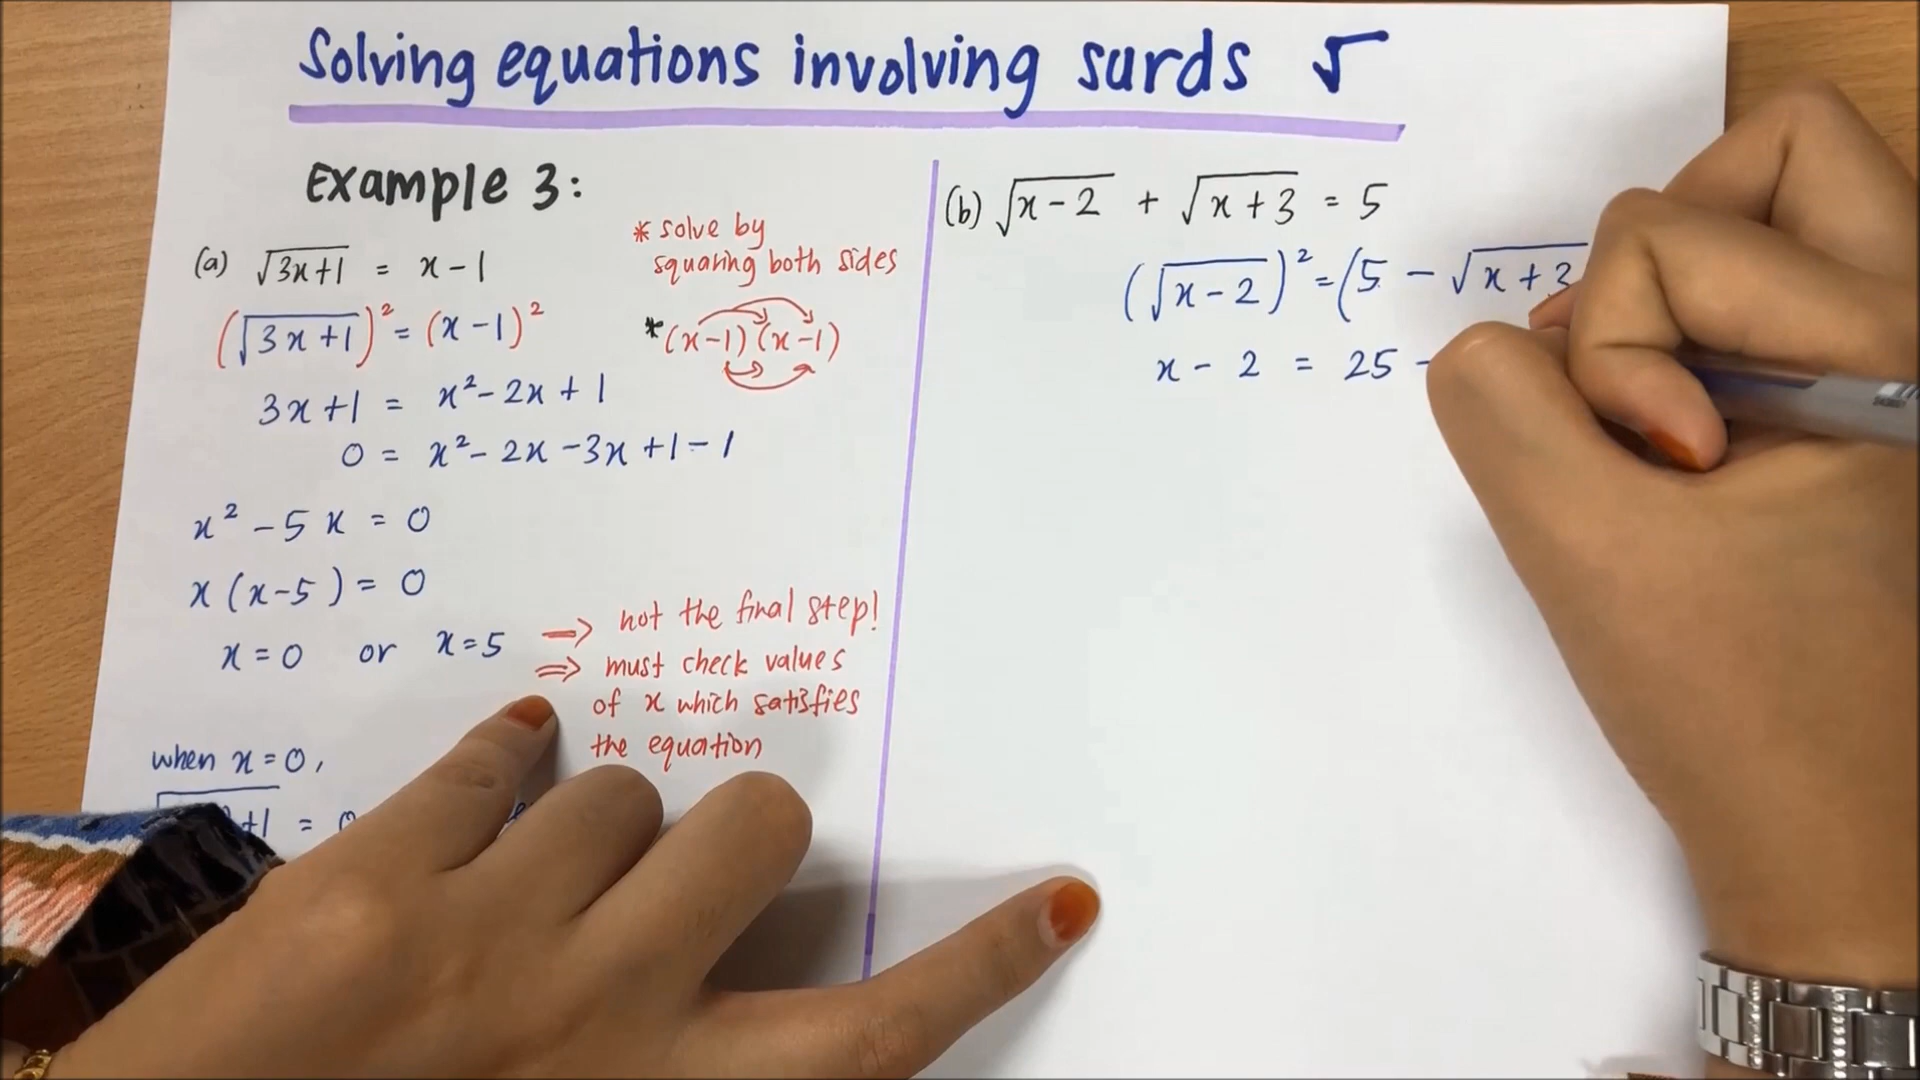 Solving equations involving surds √
Example 3:
(a) √3x+1 = x-1
(√3x+1)² = (x-1)²
3x+1 = x²-2x+1
0 = x²-2x-3x+1-1
x²-5x = 0
x(x-5) = 0
x=0 or x=5
* solve by
squaring both sides
*(x-1)(x-1)
⇒ not the final step!
⇒ must check values
of x which satisfies
the equation
when x=0,
+1 =
(b) √x-2 + √x+3 = 5
(√x-2)² = (5 - √x+3
x-2 = 25 -